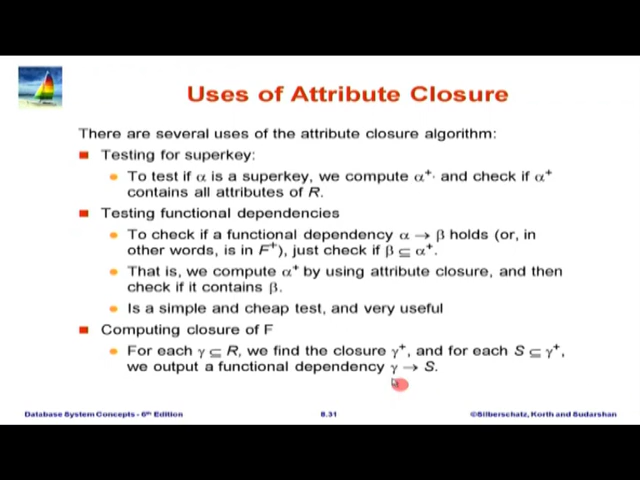 Uses of Attribute Closure
There are several uses of the attribute closure algorithm:
Testing for superkey:
To test if α is a superkey, we compute α⁺, and check if α⁺
contains all attributes of R.
Testing functional dependencies
To check if a functional dependency α → β holds (or, in
other words, is in F⁺), just check if β ⊆ α⁺.
That is, we compute α⁺ by using attribute closure, and then
check if it contains β.
Is a simple and cheap test, and very useful
Computing closure of F
For each γ ⊆ R, we find the closure γ⁺, and for each S ⊆ γ⁺,
we output a functional dependency γ → S.
Database System Concepts - 6th Edition
8.31
©Silberschatz, Korth and Sudarshan